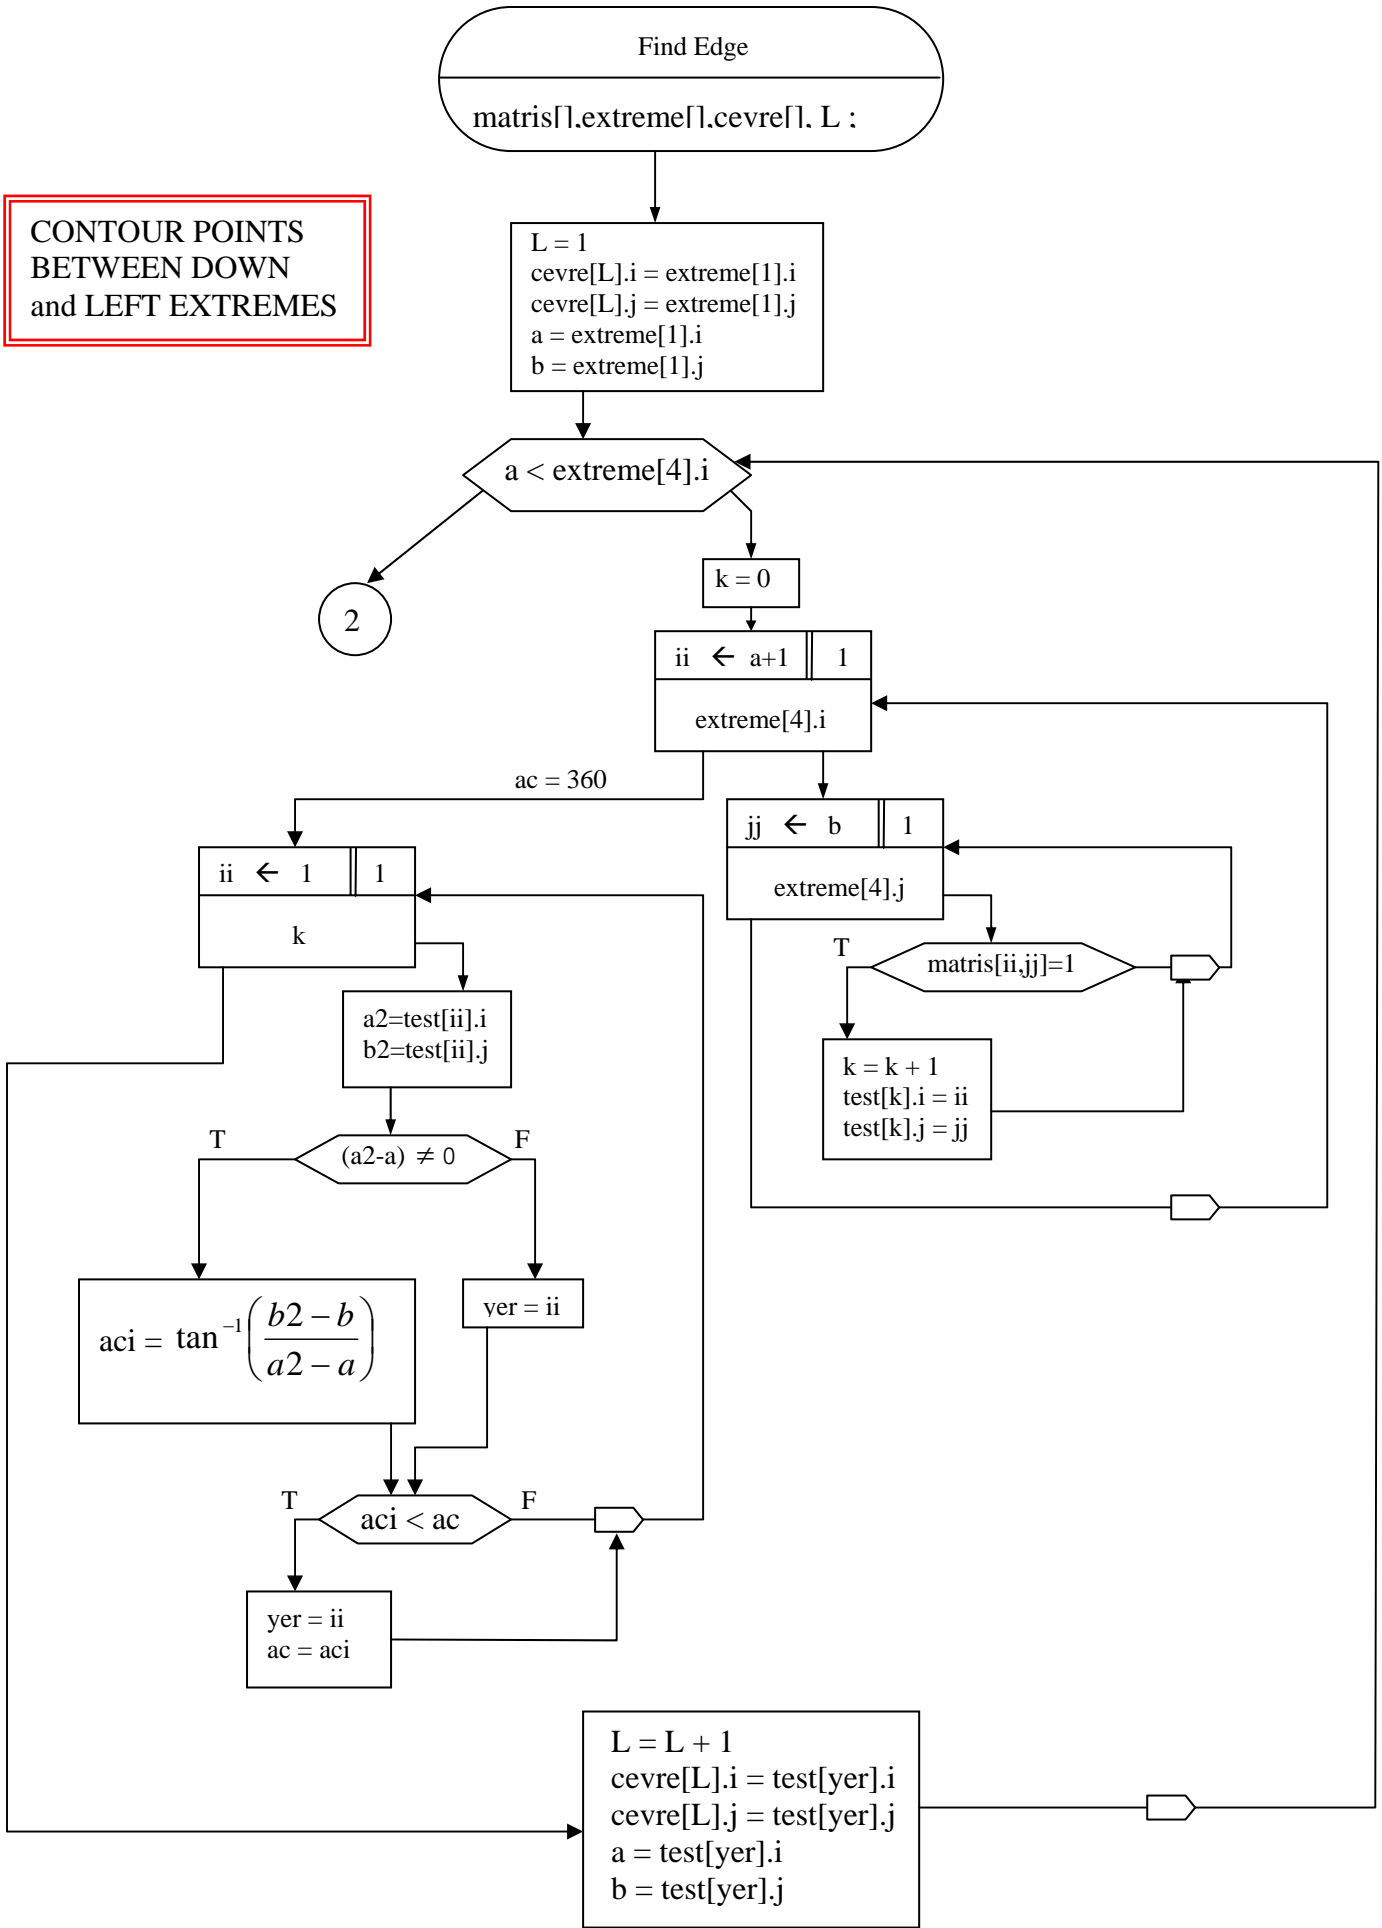 Find Edge
matris[],extreme[],cevre[], L ;
CONTOUR POINTS
BETWEEN DOWN
and LEFT EXTREMES
L = 1
cevre[L].i = extreme[1].i
cevre[L].j = extreme[1].j
a = extreme[1].i
b = extreme[1].j
a < extreme[4].i
2
k = 0
ii ← a+1 1
extreme[4].i
ac = 360
jj ← b 1
extreme[4].j
ii ← 1 1
k
T
matris[ii,jj]=1
a2=test[ii].i
b2=test[ii].j
k = k + 1
test[k].i = ii
test[k].j = jj
T
F
(a2-a) ≠ 0
aci = tan⁻¹((b2 − b)/(a2 − a))
yer = ii
T
F
aci < ac
yer = ii
ac = aci
L = L + 1
cevre[L].i = test[yer].i
cevre[L].j = test[yer].j
a = test[yer].i
b = test[yer].j